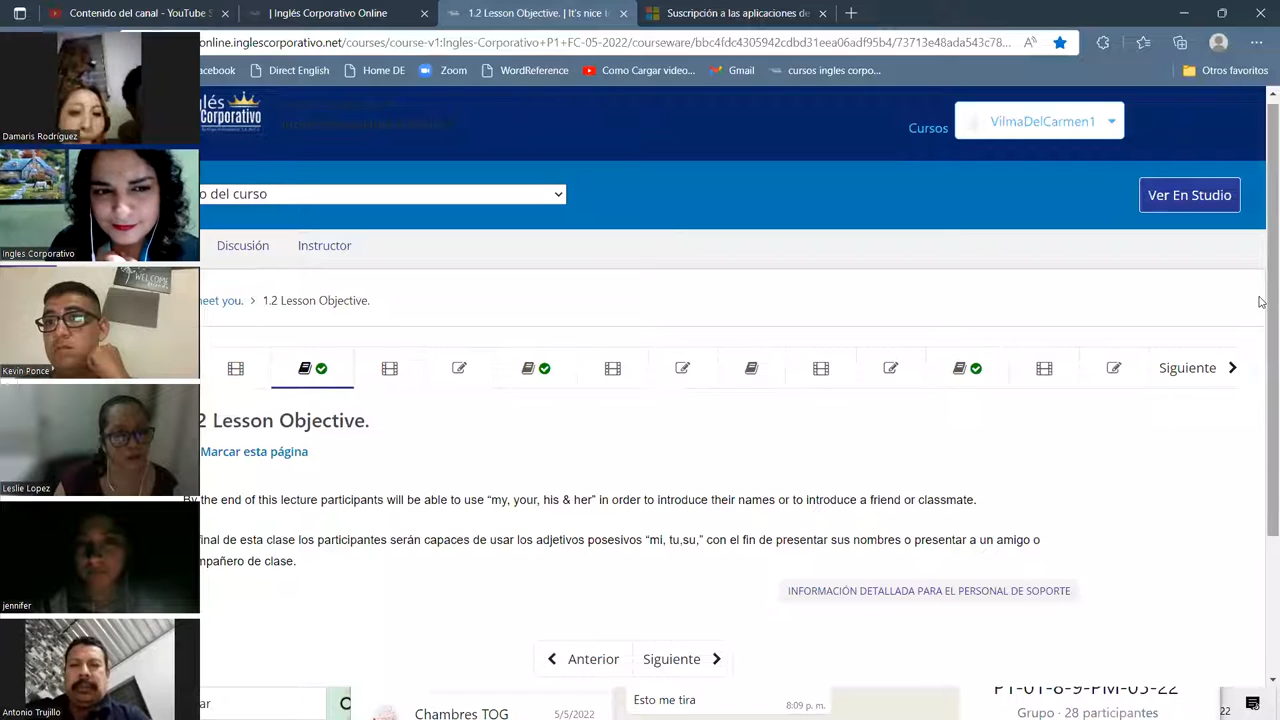 Contenido del canal - YouTube Stu
| Inglés Corporativo Online
1.2 Lesson Objective. | It's nice t
Suscripción a las aplicaciones de
online.inglescorporativo.net/courses/course-v1:Ingles-Corporativo+P1+FC-05-2022/courseware/bbc4fdc4305942cdbd31eea06adf95b4/73713e48ada543c78...
acebook
Direct English
Home DE
Zoom
WordReference
Como Cargar video...
Gmail
cursos ingles corpo...
Otros favoritos
glés
Corporativo
Cursos
VilmaDelCarmen1
Damaris Rodríguez
o del curso
Ver En Studio
WELCOME
Ingles Corporativo
Discusión
Instructor
meet you. > 1.2 Lesson Objective.
Kevin Ponce
Siguiente
2 Lesson Objective.
Marcar esta página
Leslie Lopez
By the end of this lecture participants will be able to use “my, your, his & her” in order to introduce their names or to introduce a friend or classmate.
final de esta clase los participantes serán capaces de usar los adjetivos posesivos “mi, tu,su,” con el fin de presentar sus nombres o presentar a un amigo o
mpañero de clase.
INFORMACIÓN DETALLADA PARA EL PERSONAL DE SOPORTE
jennifer
Anterior
Siguiente
ar
Esto me tira
8:09 p. m.
P1-01-8-9-PM-05-22
Antonio Trujillo
Chambres TOG
5/5/2022
Grupo · 28 participantes
22